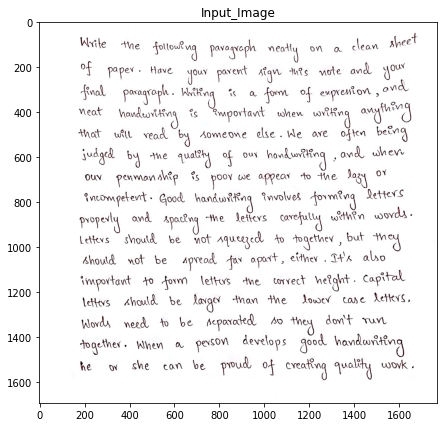 Input_Image
0
Write the following paragraph neatly on a clean sheet
of paper. Have your parent sign this note and your
200
final paragraph. Writing is a form of expression, and
400
neat handwriting is important when writing anything
that will read by someone else. We are often being
600
judged by the quality of our handwriting, and when
our penmanship is poor we appear to the lazy or
800
incompetent. Good handwriting involves forming letters
properly and spacing the letters carefully within words.
1000
letters should be not squeezed to together, but they
should not be spread far apart, either. It's also
important to form letters the correct height. Capital
1200
letters should be larger than the lower case letters.
Words need to be separated so they don't run
1400
together. When a person develops good handwriting
he or she can be proud of creating quality work.
1600
0 200 400 600 800 1000 1200 1400 1600